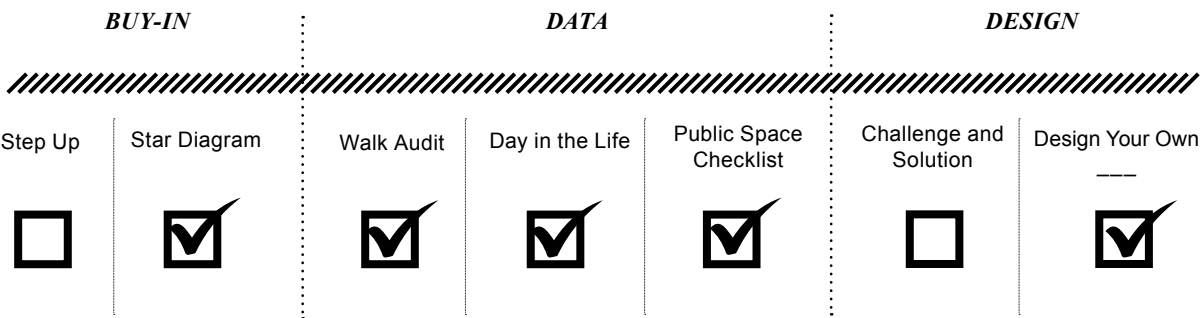 BUY-IN
DATA
DESIGN
Step Up
Star Diagram
Walk Audit
Day in the Life
Public Space
Checklist
Challenge and
Solution
Design Your Own
___